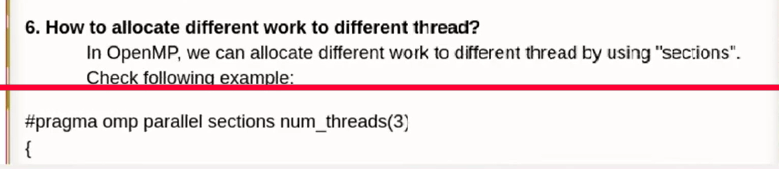 6. How to allocate different work to different thread?
In OpenMP, we can allocate different work to different thread by using "sections".
Check following example:
#pragma omp parallel sections num_threads(3)
{